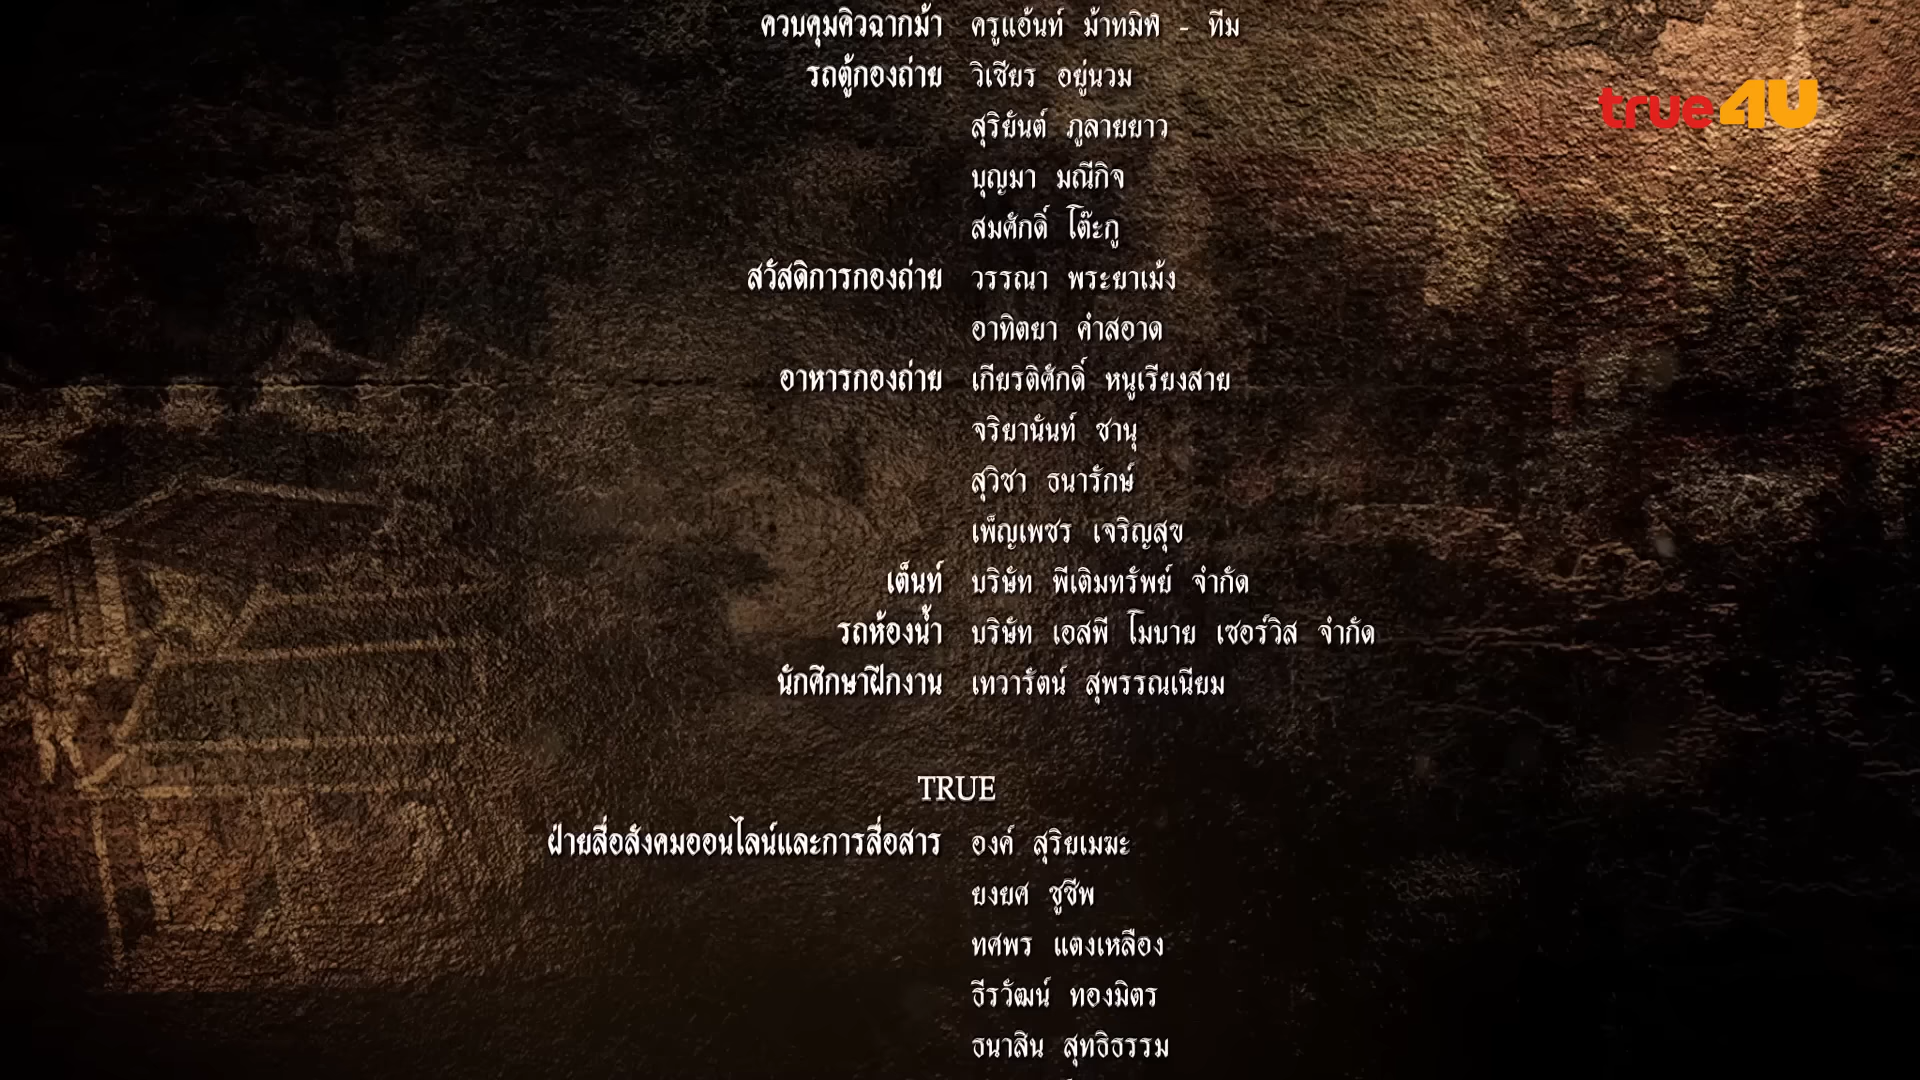 ควบคุมคิวฉากม้า ครูแอ้นท์ ม้าทมิฬ - ทีม
รถตู้กองถ่าย วิเชียร อยู่นวม
true4U
สุริยันต์ ภูลายยาว
บุญมา มณีกิจ
สมศักดิ์ โต๊ะกู
สวัสดิการกองถ่าย วรรณา พระยาเม้ง
อาทิตยา คำสอาด
อาหารกองถ่าย เกียรติศักดิ์ หนูเรียงสาย
จริยานันท์ ชานุ
สุวิชา ธนารักษ์
เพ็ญเพชร เจริญสุข
เต็นท์ บริษัท พีเติมทรัพย์ จำกัด
รถห้องน้ำ บริษัท เอสพี โมบาย เซอร์วิส จำกัด
นักศึกษาฝึกงาน เทวารัตน์ สุพรรณเนียม
TRUE
ฝ่ายสื่อสังคมออนไลน์และการสื่อสาร องค์ สุริยเมฆะ
ยงยศ ชูชีพ
ทศพร แตงเหลือง
ธีรวัฒน์ ทองมิตร
ธนาสิน สุทธิธรรม